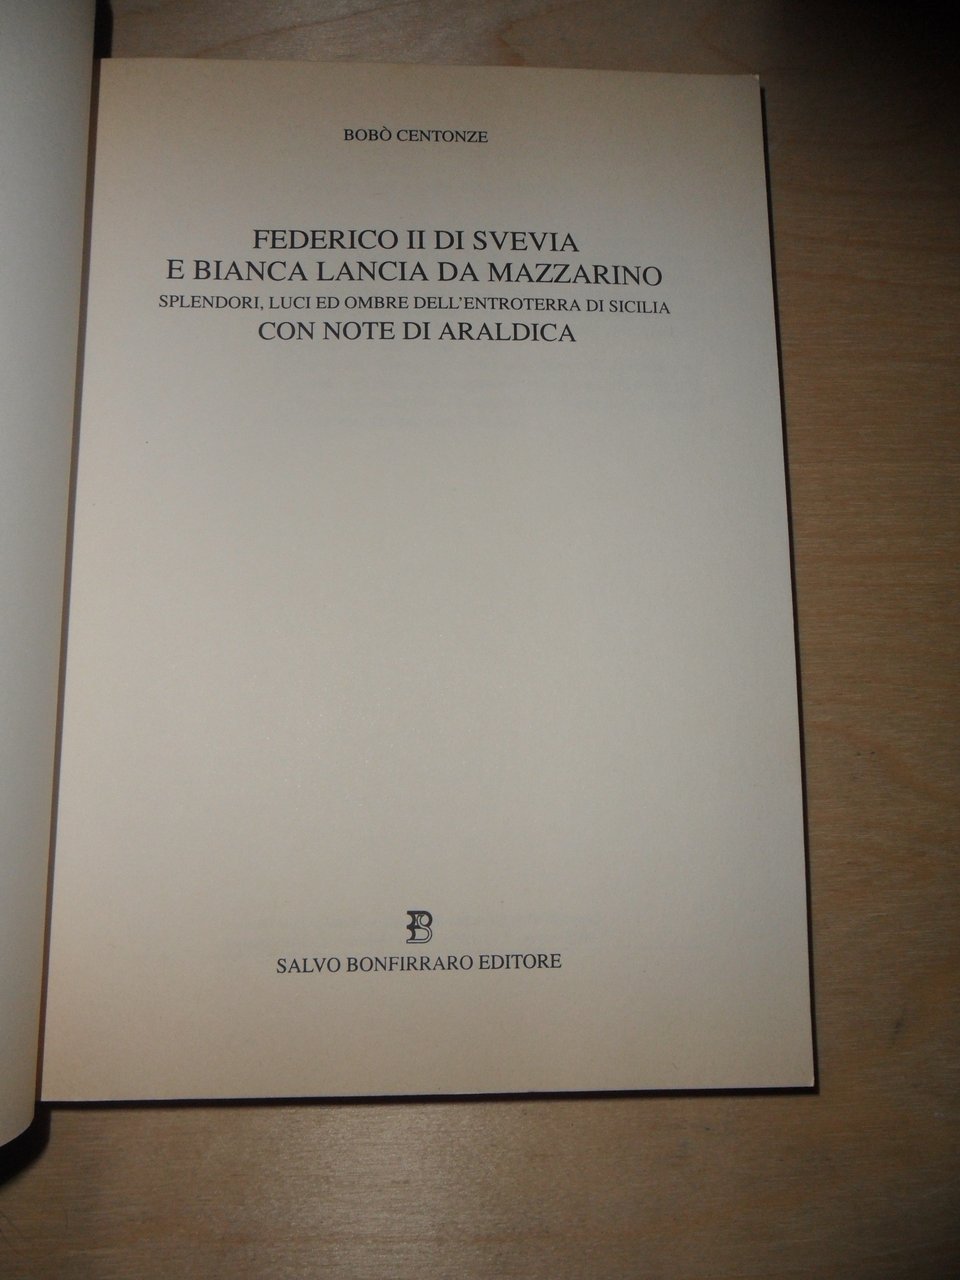 BOBÒ CENTONZE
FEDERICO II DI SVEVIA
E BIANCA LANCIA DA MAZZARINO
SPLENDORI, LUCI ED OMBRE DELL'ENTROTERRA DI SICILIA
CON NOTE DI ARALDICA
SALVO BONFIRRARO EDITORE